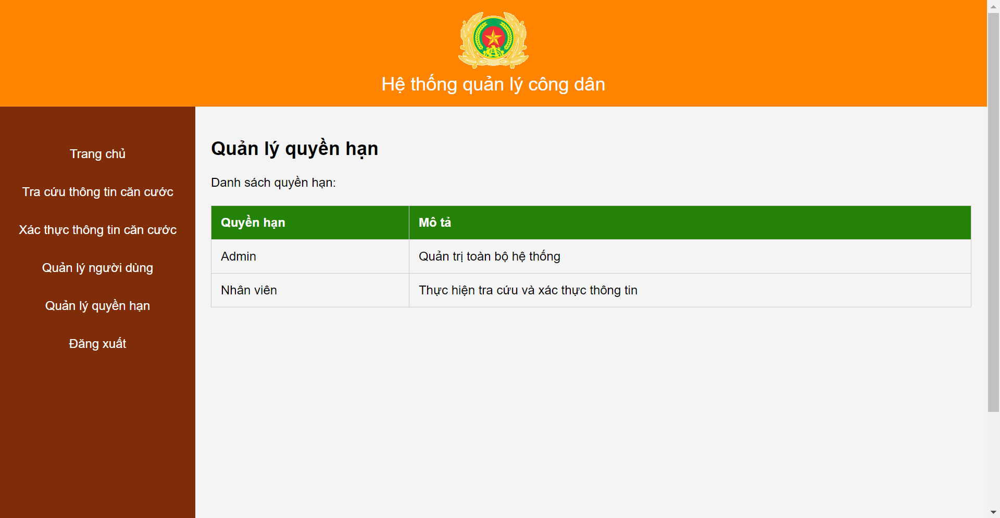 Hệ thống quản lý công dân
Trang chủ
Tra cứu thông tin căn cước
Xác thực thông tin căn cước
Quản lý người dùng
Quản lý quyền hạn
Đăng xuất
Quản lý quyền hạn
Danh sách quyền hạn:
Quyền hạn Mô tả
Admin Quản trị toàn bộ hệ thống
Nhân viên Thực hiện tra cứu và xác thực thông tin